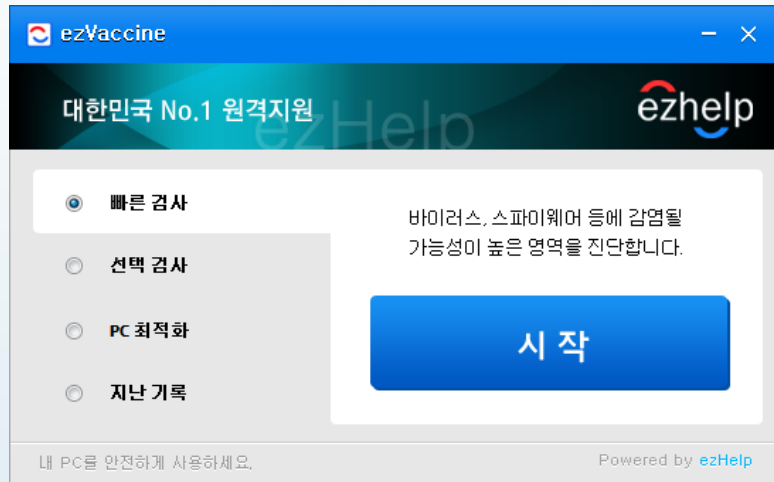 ezVaccine
대한민국 No.1 원격지원
ezHelp
ezhelp
빠른 검사
바이러스, 스파이웨어 등에 감염될
가능성이 높은 영역을 진단합니다.
선택 검사
PC 최적화
시 작
지난 기록
내 PC를 안전하게 사용하세요.
Powered by ezHelp